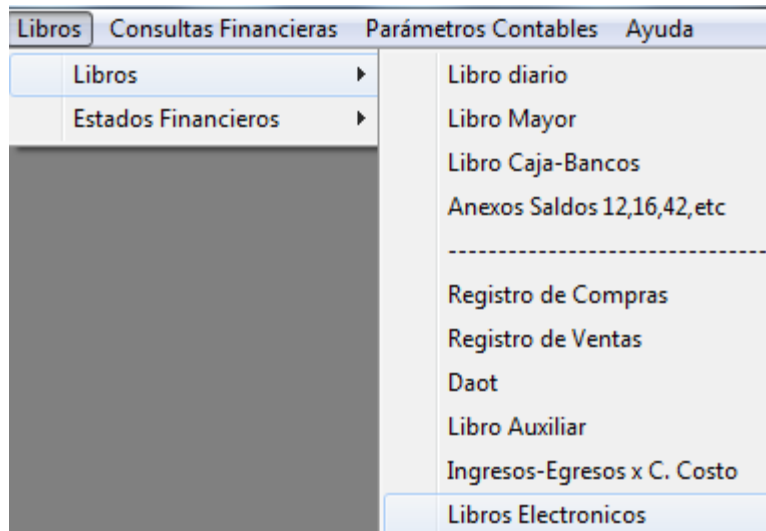 Libros Consultas Financieras Parámetros Contables Ayuda
Libros
Estados Financieros
Libro diario
Libro Mayor
Libro Caja-Bancos
Anexos Saldos 12,16,42,etc
--------------------------------
Registro de Compras
Registro de Ventas
Daot
Libro Auxiliar
Ingresos-Egresos x C. Costo
Libros Electronicos